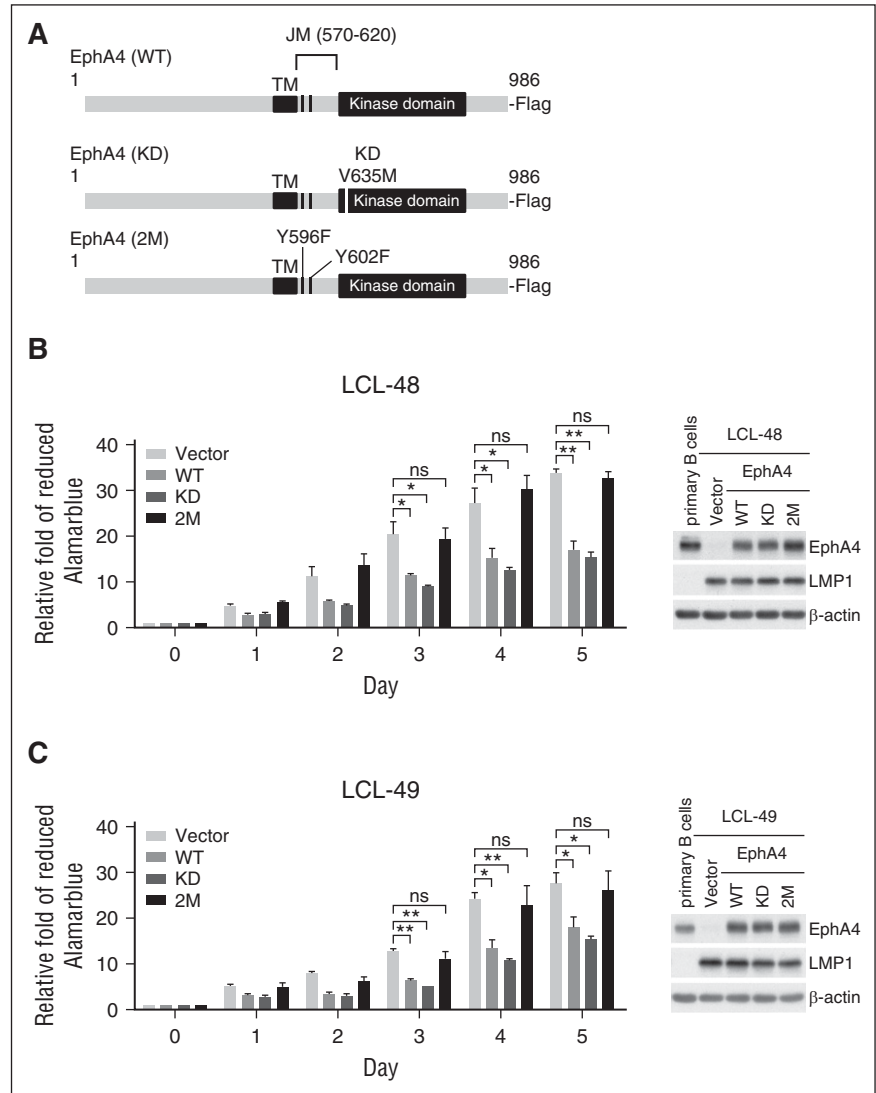 A
JM (570-620)
EphA4 (WT)
1
TM
986
Kinase domain
-Flag
EphA4 (KD)
1
KD
V635M
TM
986
Kinase domain
-Flag
EphA4 (2M)
1
Y596F
Y602F
TM
986
Kinase domain
-Flag
B
LCL-48
Relative fold of reduced
Alamarblue
40
30
20
10
0
Vector
WT
KD
2M
ns
*
*
ns
*
*
ns
**
**
0 1 2 3 4 5
Day
primary B cells
LCL-48
Vector
EphA4
WT KD 2M
EphA4
LMP1
β-actin
C
LCL-49
Relative fold of reduced
Alamarblue
40
30
20
10
0
Vector
WT
KD
2M
ns
**
**
ns
**
*
ns
*
*
0 1 2 3 4 5
Day
primary B cells
LCL-49
Vector
EphA4
WT KD 2M
EphA4
LMP1
β-actin